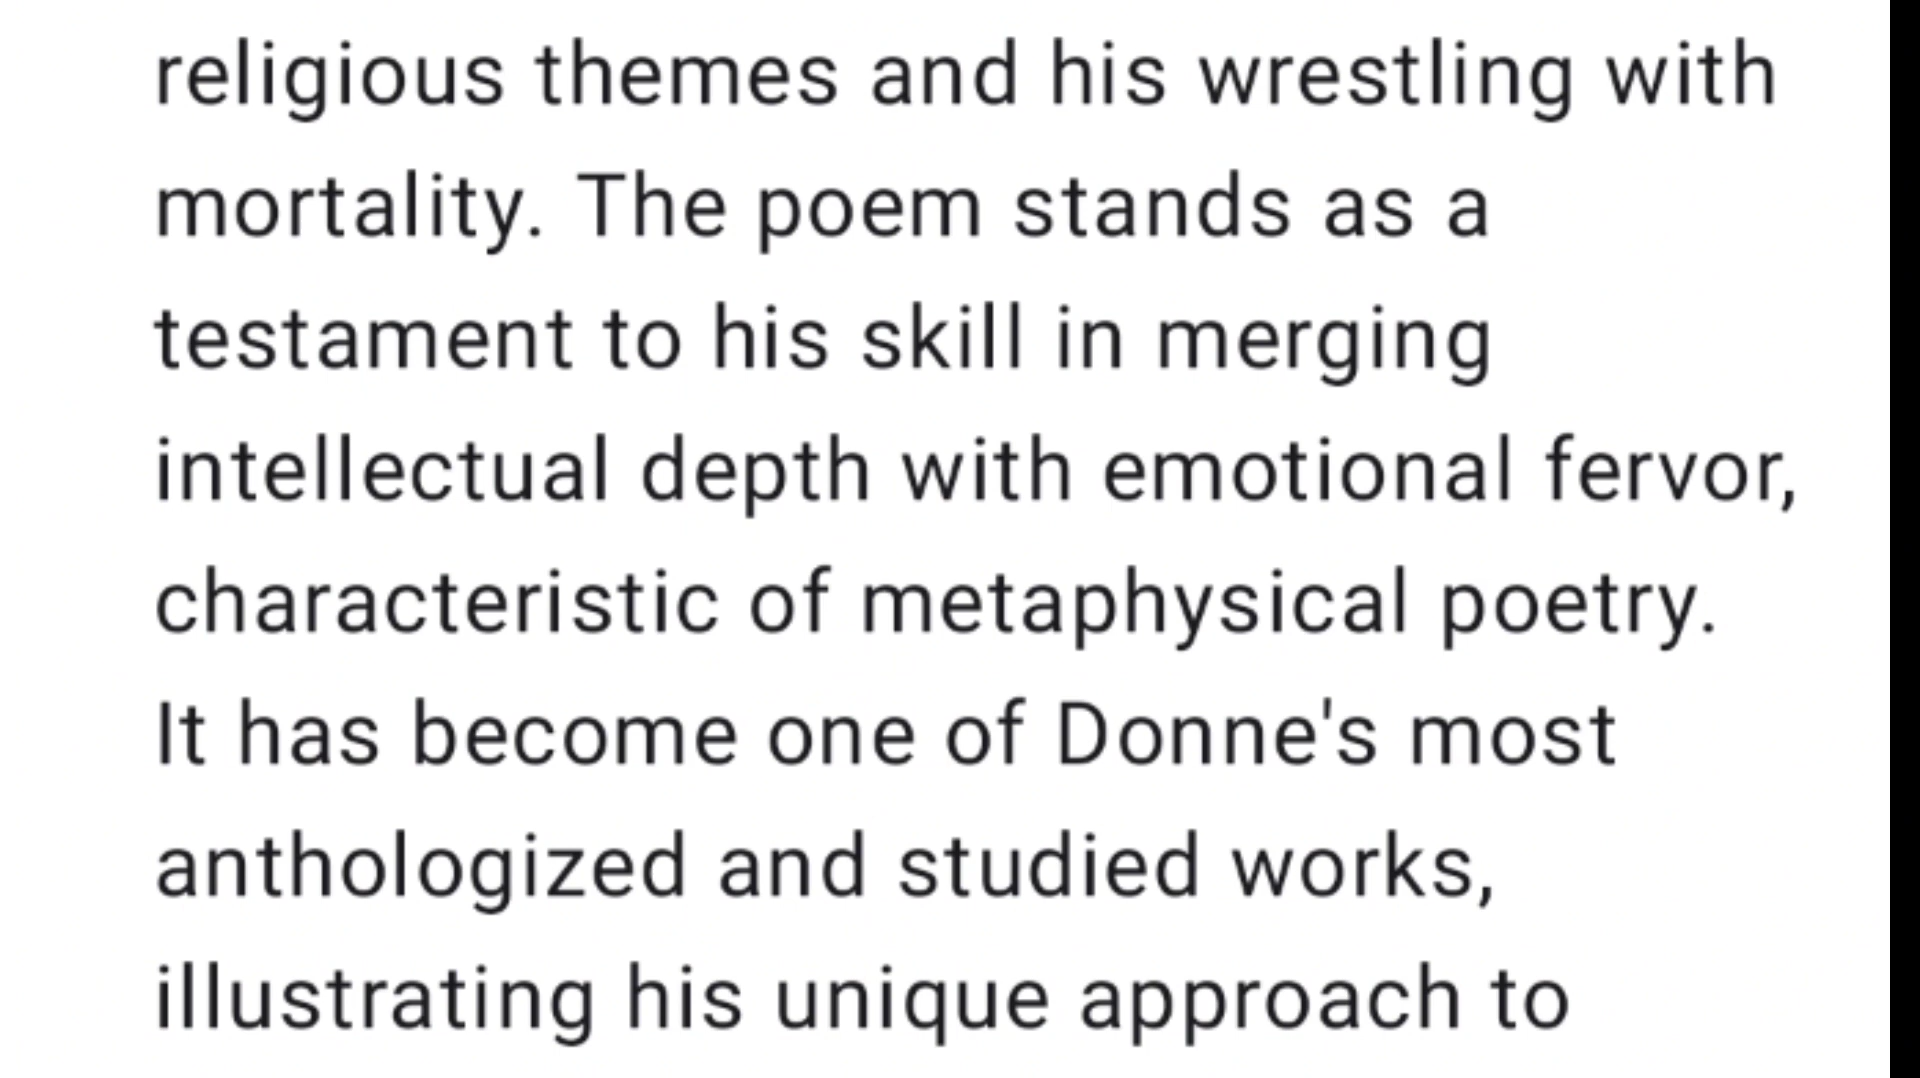 religious themes and his wrestling with
mortality. The poem stands as a
testament to his skill in merging
intellectual depth with emotional fervor,
characteristic of metaphysical poetry.
It has become one of Donne's most
anthologized and studied works,
illustrating his unique approach to